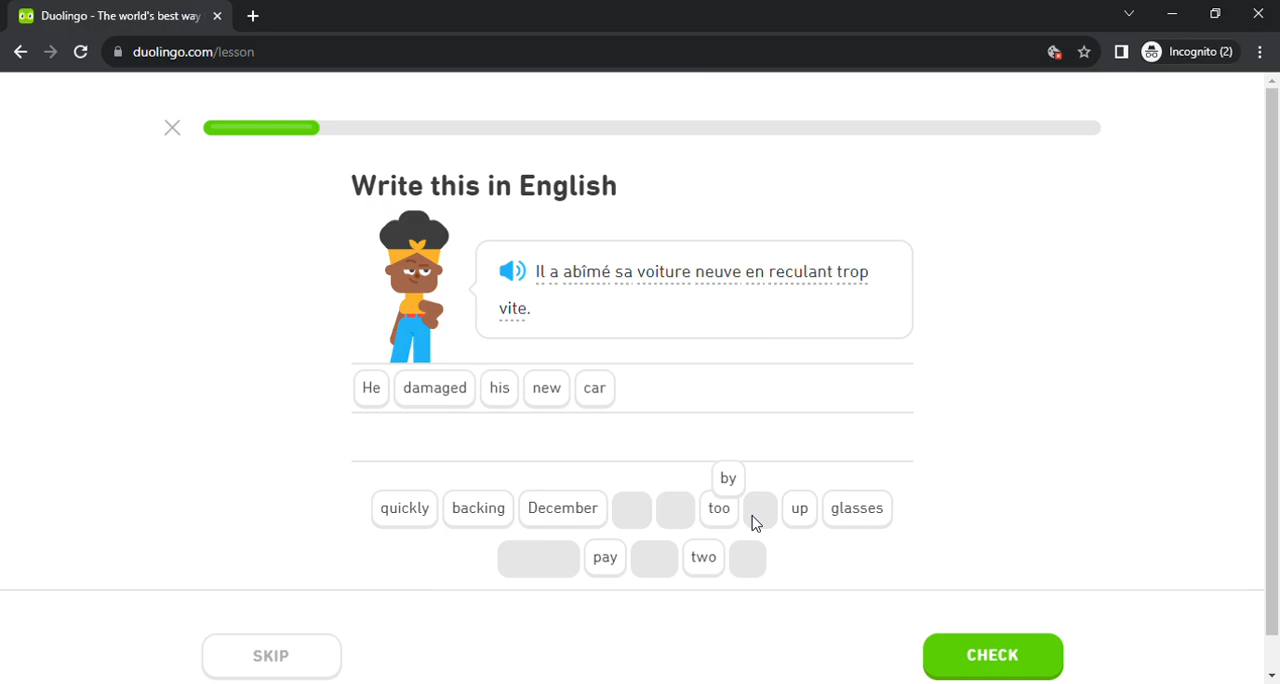 Duolingo - The world's best way
duolingo.com/lesson
Incognito (2)
Write this in English
Il a abîmé sa voiture neuve en reculant trop
vite.
He damaged his new car
by
quickly backing December too up glasses
pay two
SKIP CHECK